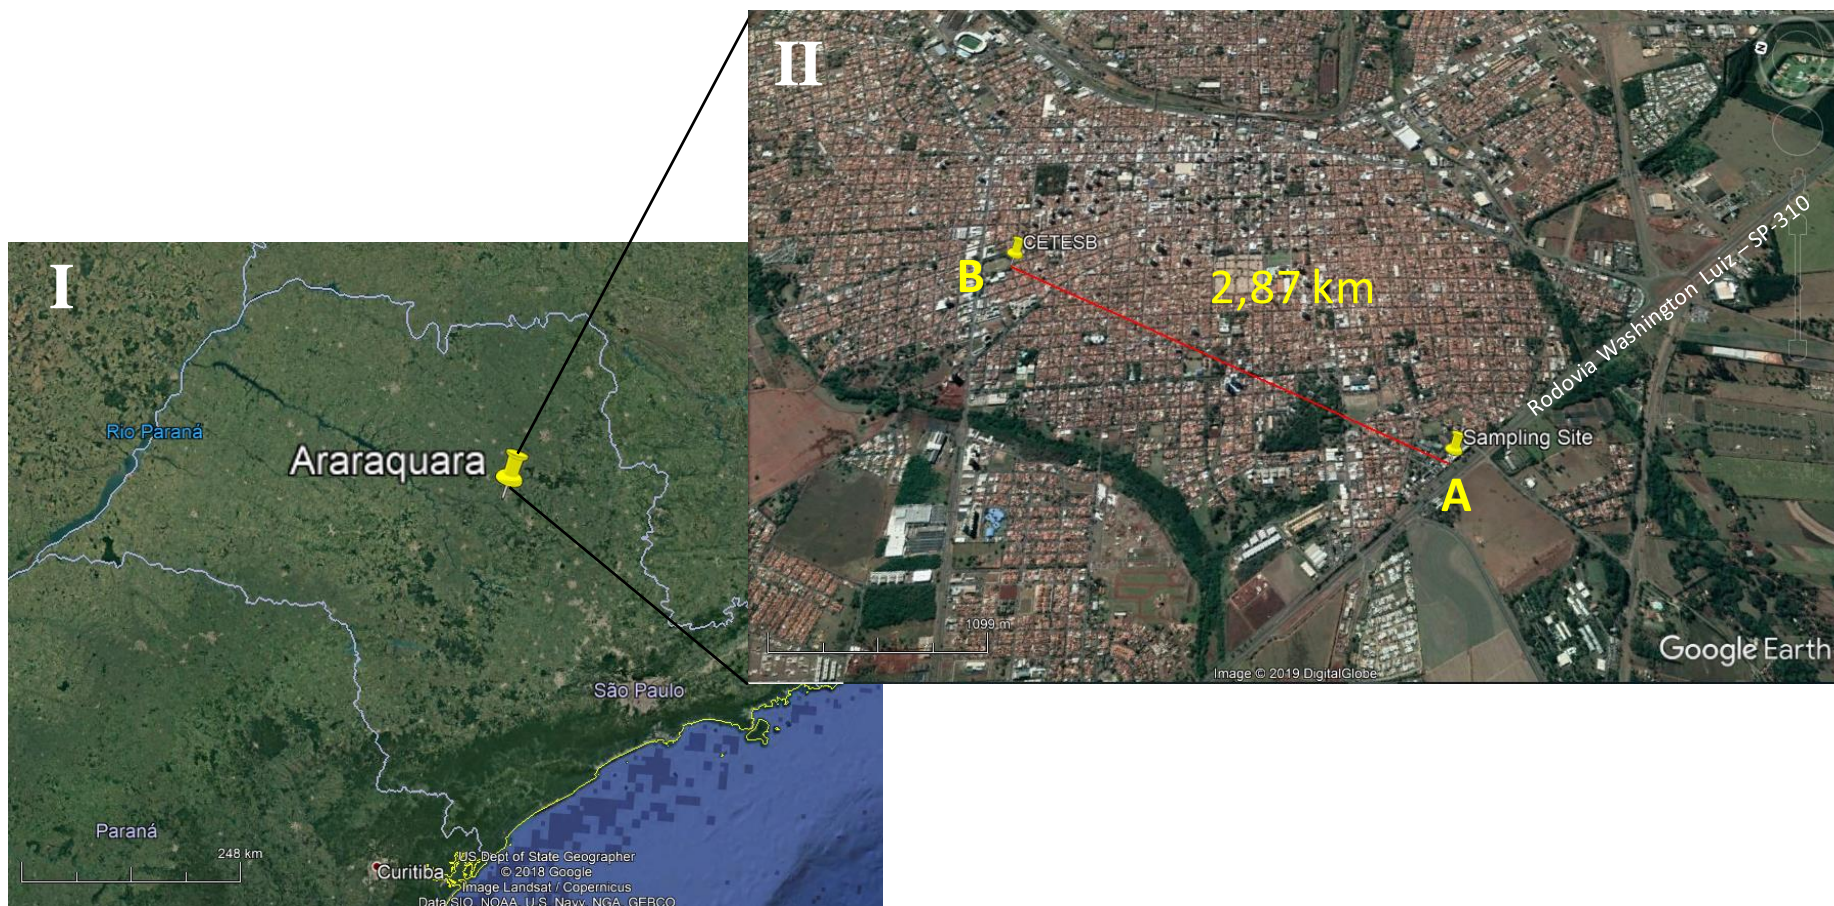 I
Rio Paraná
Araraquara
São Paulo
Paraná
248 km
Curitiba
US Dept of State Geographer
© 2018 Google
Image Landsat / Copernicus
Data SIO, NOAA, U.S. Navy, NGA, GEBCO
II
N
CETESB
B
2,87 km
Rodovia Washington Luiz – SP-310
Sampling Site
A
1099 m
Google Earth
Image © 2019 DigitalGlobe